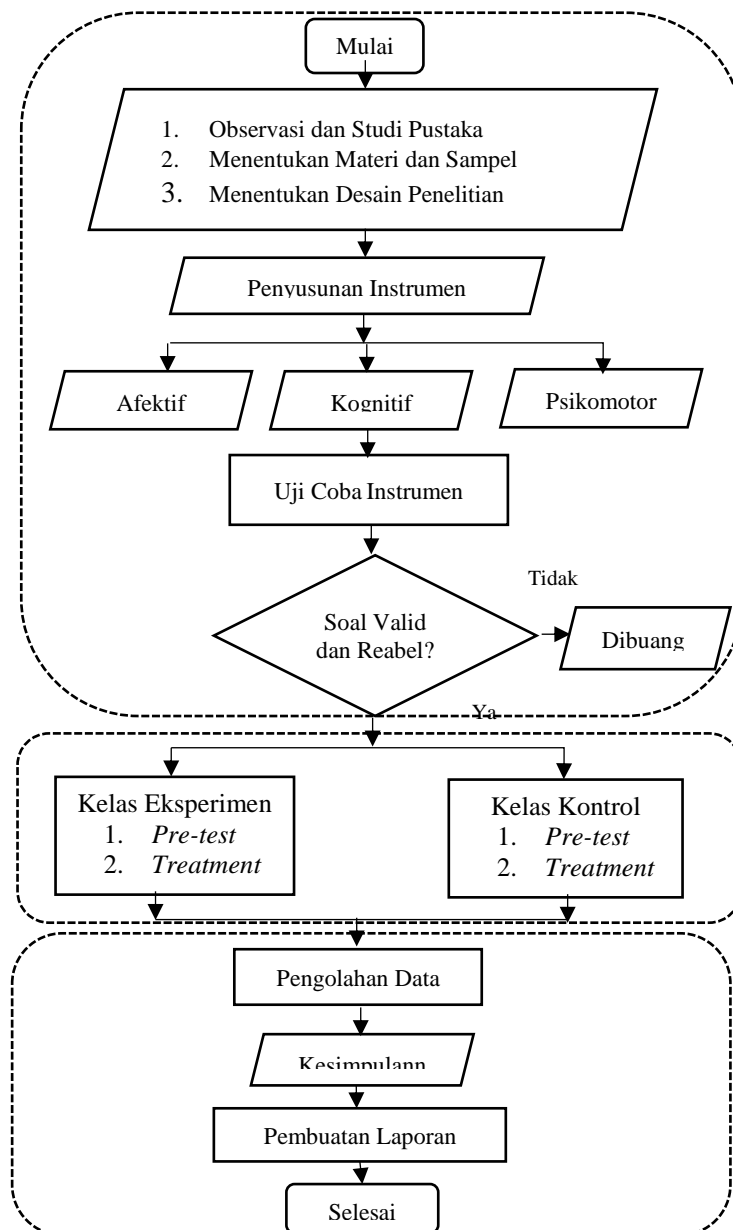 Mulai
1. Observasi dan Studi Pustaka
2. Menentukan Materi dan Sampel
3. Menentukan Desain Penelitian
Penyusunan Instrumen
Afektif
Kognitif
Psikomotor
Uji Coba Instrumen
Tidak
Soal Valid
dan Reabel?
Dibuang
Ya
Kelas Eksperimen
1. Pre-test
2. Treatment
Kelas Kontrol
1. Pre-test
2. Treatment
Pengolahan Data
Kesimpulann
Pembuatan Laporan
Selesai